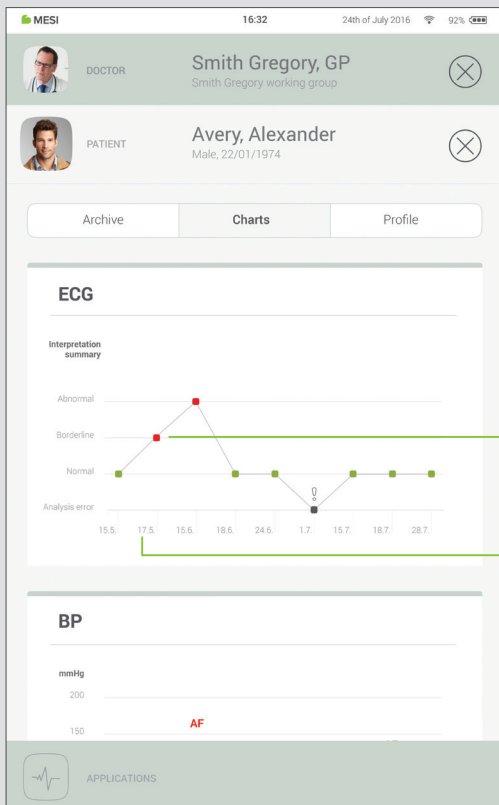 MESI 16:32 24th of July 2016 92%
DOCTOR
Smith Gregory, GP
Smith Gregory working group
PATIENT
Avery, Alexander
Male, 22/01/1974
Archive Charts Profile
ECG
Interpretation
summary
Abnormal
Borderline
Normal
Analysis error
15.5. 17.5. 15.6. 18.6. 24.6. 1.7. 15.7. 18.7. 28.7.
BP
mmHg
200
AF
150
APPLICATIONS